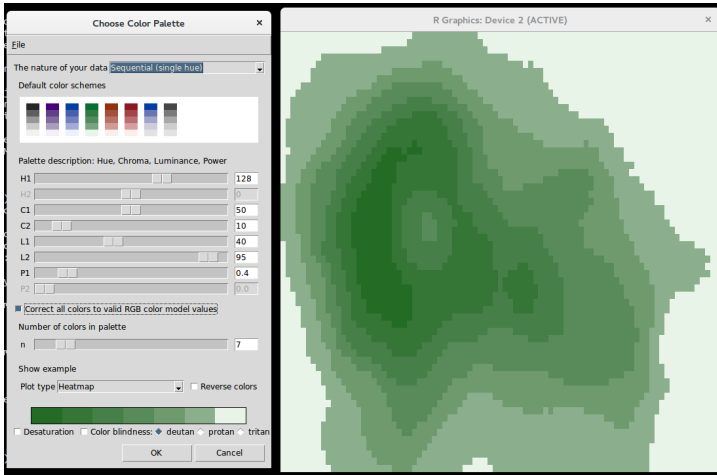 Choose Color Palette ×
R Graphics: Device 2 (ACTIVE) ×
File
The nature of your data Sequential (single hue)
Default color schemes
Palette description: Hue, Chroma, Luminance, Power
H1 128
H2 0
C1 50
C2 10
L1 40
L2 95
P1 0.4
P2 0.0
Correct all colors to valid RGB color model values
Number of colors in palette
n 7
Show example
Plot type Heatmap Reverse colors
Desaturation Color blindness: deutan protan tritan
OK Cancel